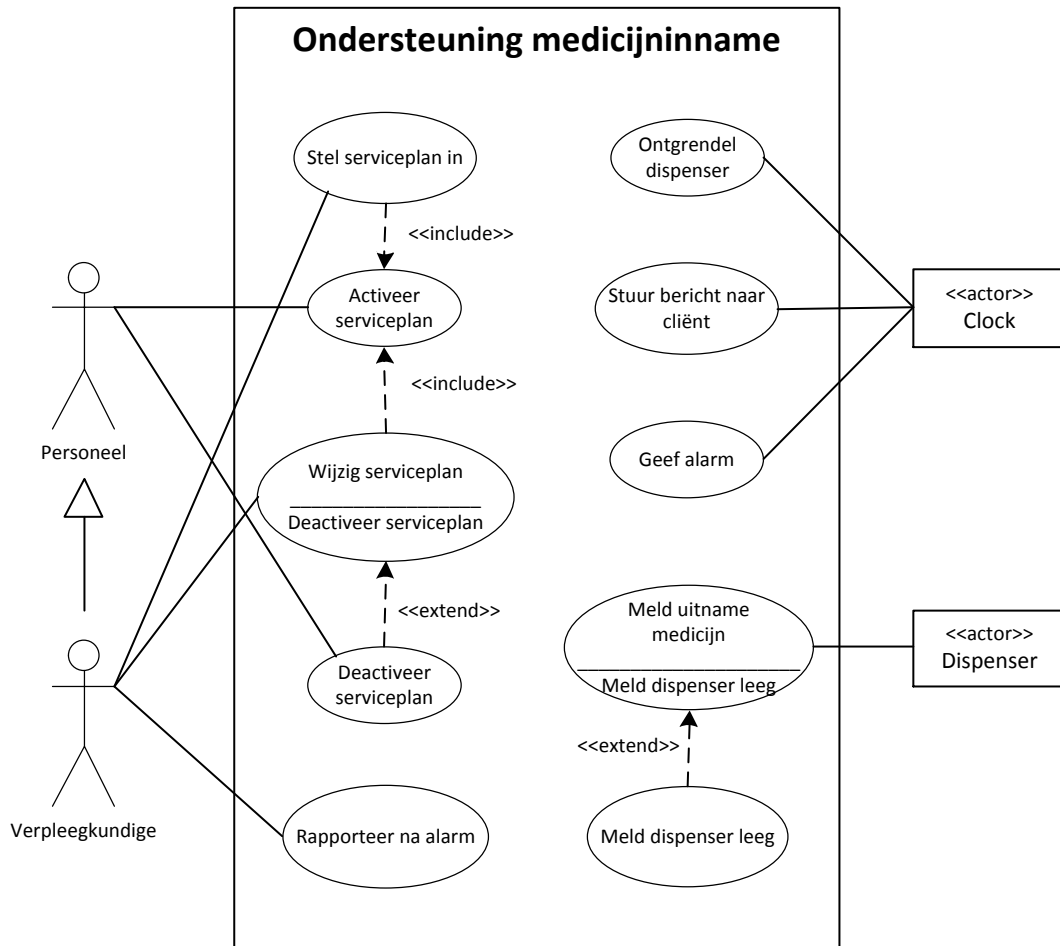 Ondersteuning medicijninname
Stel serviceplan in
<<include>>
Activeer
serviceplan
<<include>>
Wijzig serviceplan
Deactiveer serviceplan
<<extend>>
Deactiveer
serviceplan
Rapporteer na alarm
Personeel
Verpleegkundige
Ontgrendel
dispenser
Stuur bericht naar
cliënt
Geef alarm
Meld uitname
medicijn
Meld dispenser leeg
<<extend>>
Meld dispenser leeg
<<actor>>
Clock
<<actor>>
Dispenser